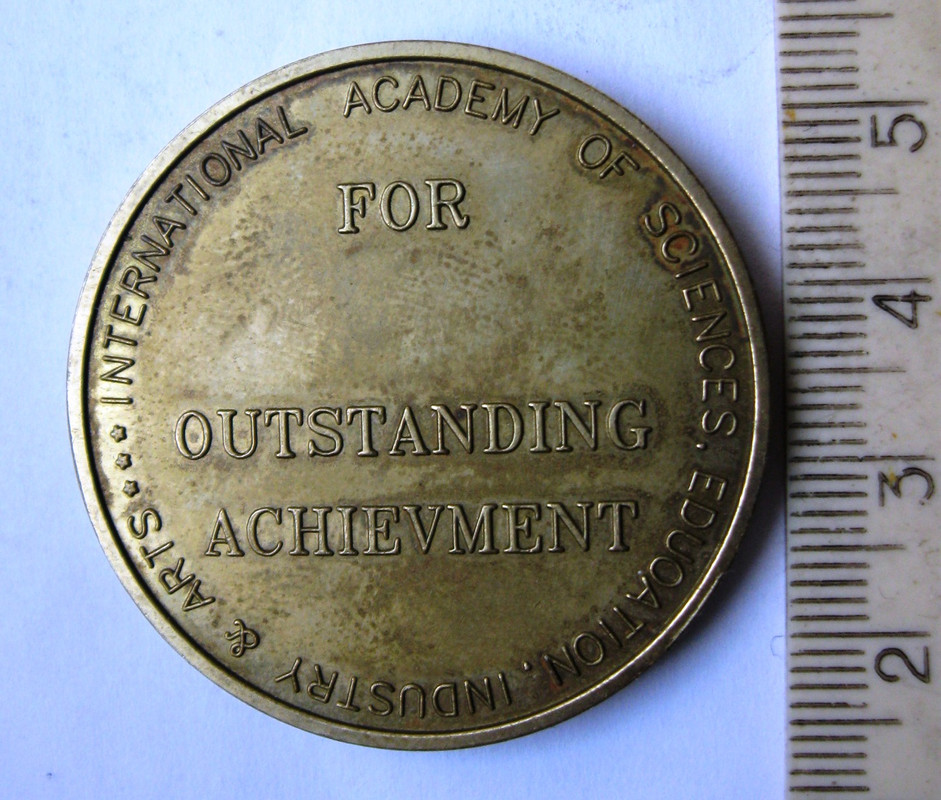 INTERNATIONAL ACADEMY OF SCIENCES, EDUCATION, INDUSTRY & ARTS
FOR
OUTSTANDING
ACHIEVMENT
5
4
3
2